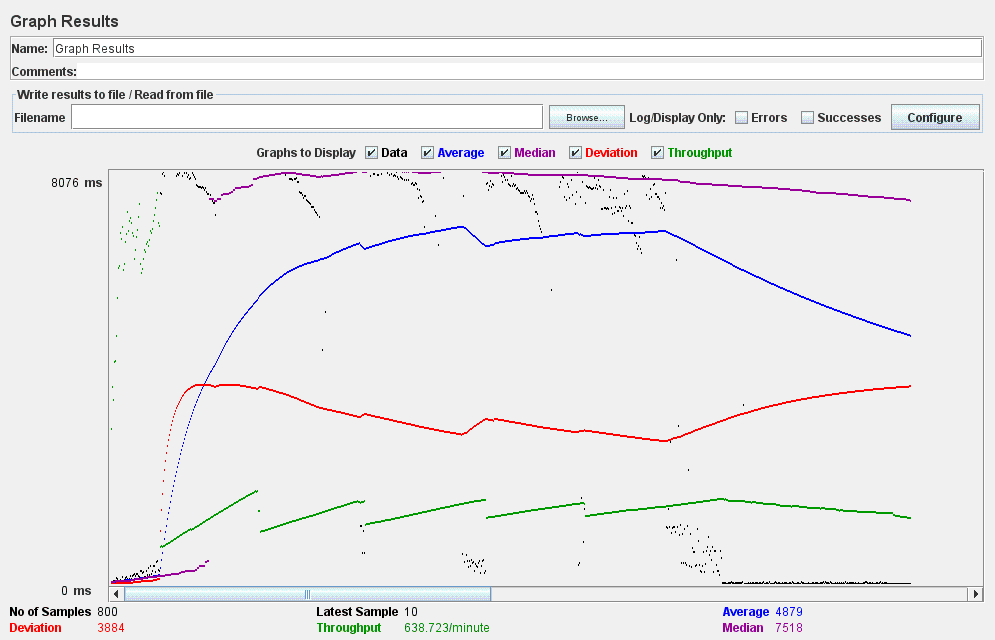 Graph Results
Name: Graph Results
Comments:
Write results to file / Read from file
Filename Browse... Log/Display Only: Errors Successes Configure
Graphs to Display Data Average Median Deviation Throughput
8076 ms
0 ms
No of Samples 800 Latest Sample 10 Average 4879
Deviation 3884 Throughput 638.723/minute Median 7518